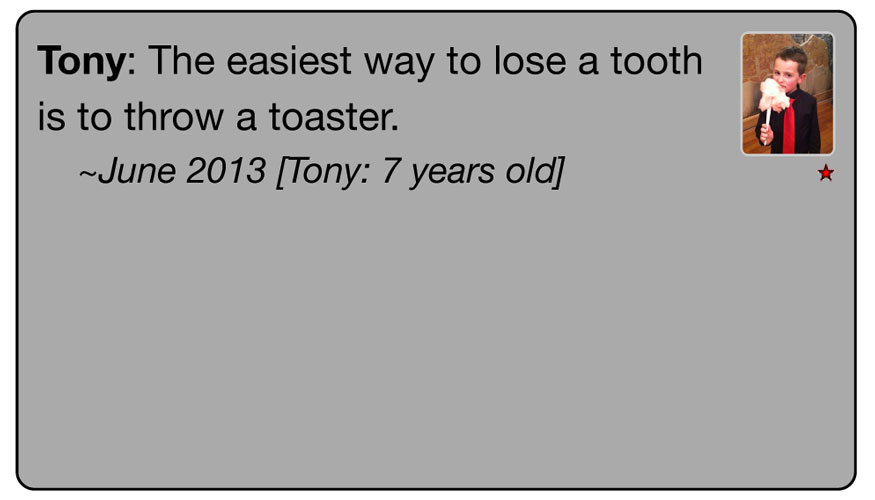 Tony: The easiest way to lose a tooth
is to throw a toaster.
~June 2013 [Tony: 7 years old]